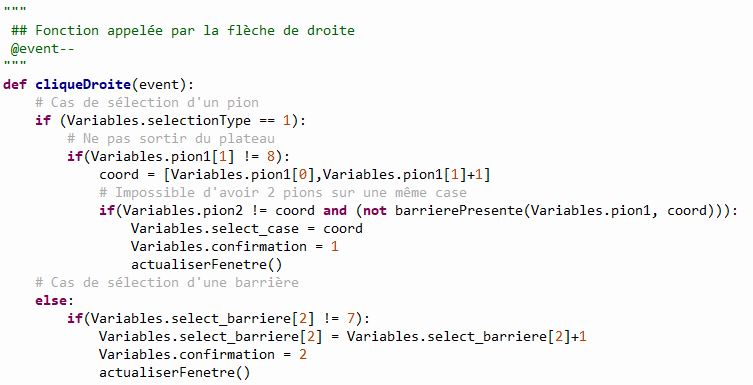 """
 ## Fonction appelée par la flèche de droite
 @event--
"""
def cliqueDroite(event):
    # Cas de sélection d'un pion
    if (Variables.selectionType == 1):
        # Ne pas sortir du plateau
        if(Variables.pion1[1] != 8):
            coord = [Variables.pion1[0],Variables.pion1[1]+1]
            # Impossible d'avoir 2 pions sur une même case
            if(Variables.pion2 != coord and (not barrierePresente(Variables.pion1, coord))):
                Variables.select_case = coord
                Variables.confirmation = 1
                actualiserFenetre()
    # Cas de sélection d'une barrière
    else:
        if(Variables.select_barriere[2] != 7):
            Variables.select_barriere[2] = Variables.select_barriere[2]+1
            Variables.confirmation = 2
            actualiserFenetre()